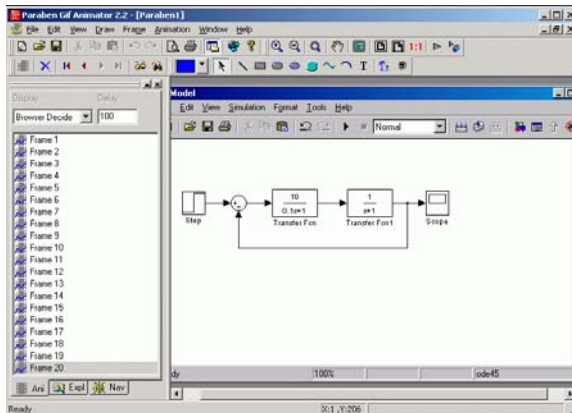 Paraben Gif Animator 2.2 - [Paraben1]
File Edit View Draw Frame Animation Window Help
1:1
T
Display Delay
Browser Decide 100
Frame 1
Frame 2
Frame 3
Frame 4
Frame 5
Frame 6
Frame 7
Frame 8
Frame 9
Frame 10
Frame 11
Frame 12
Frame 13
Frame 14
Frame 15
Frame 16
Frame 17
Frame 18
Frame 19
Frame 20
Ani Expl Nav
Model
Edit View Simulation Format Tools Help
Normal
Step
10
0.1s+1
Transfer Fcn
1
s+1
Transfer Fcn1
Scope
dy 100% ode45
Ready X:1 ,Y:206